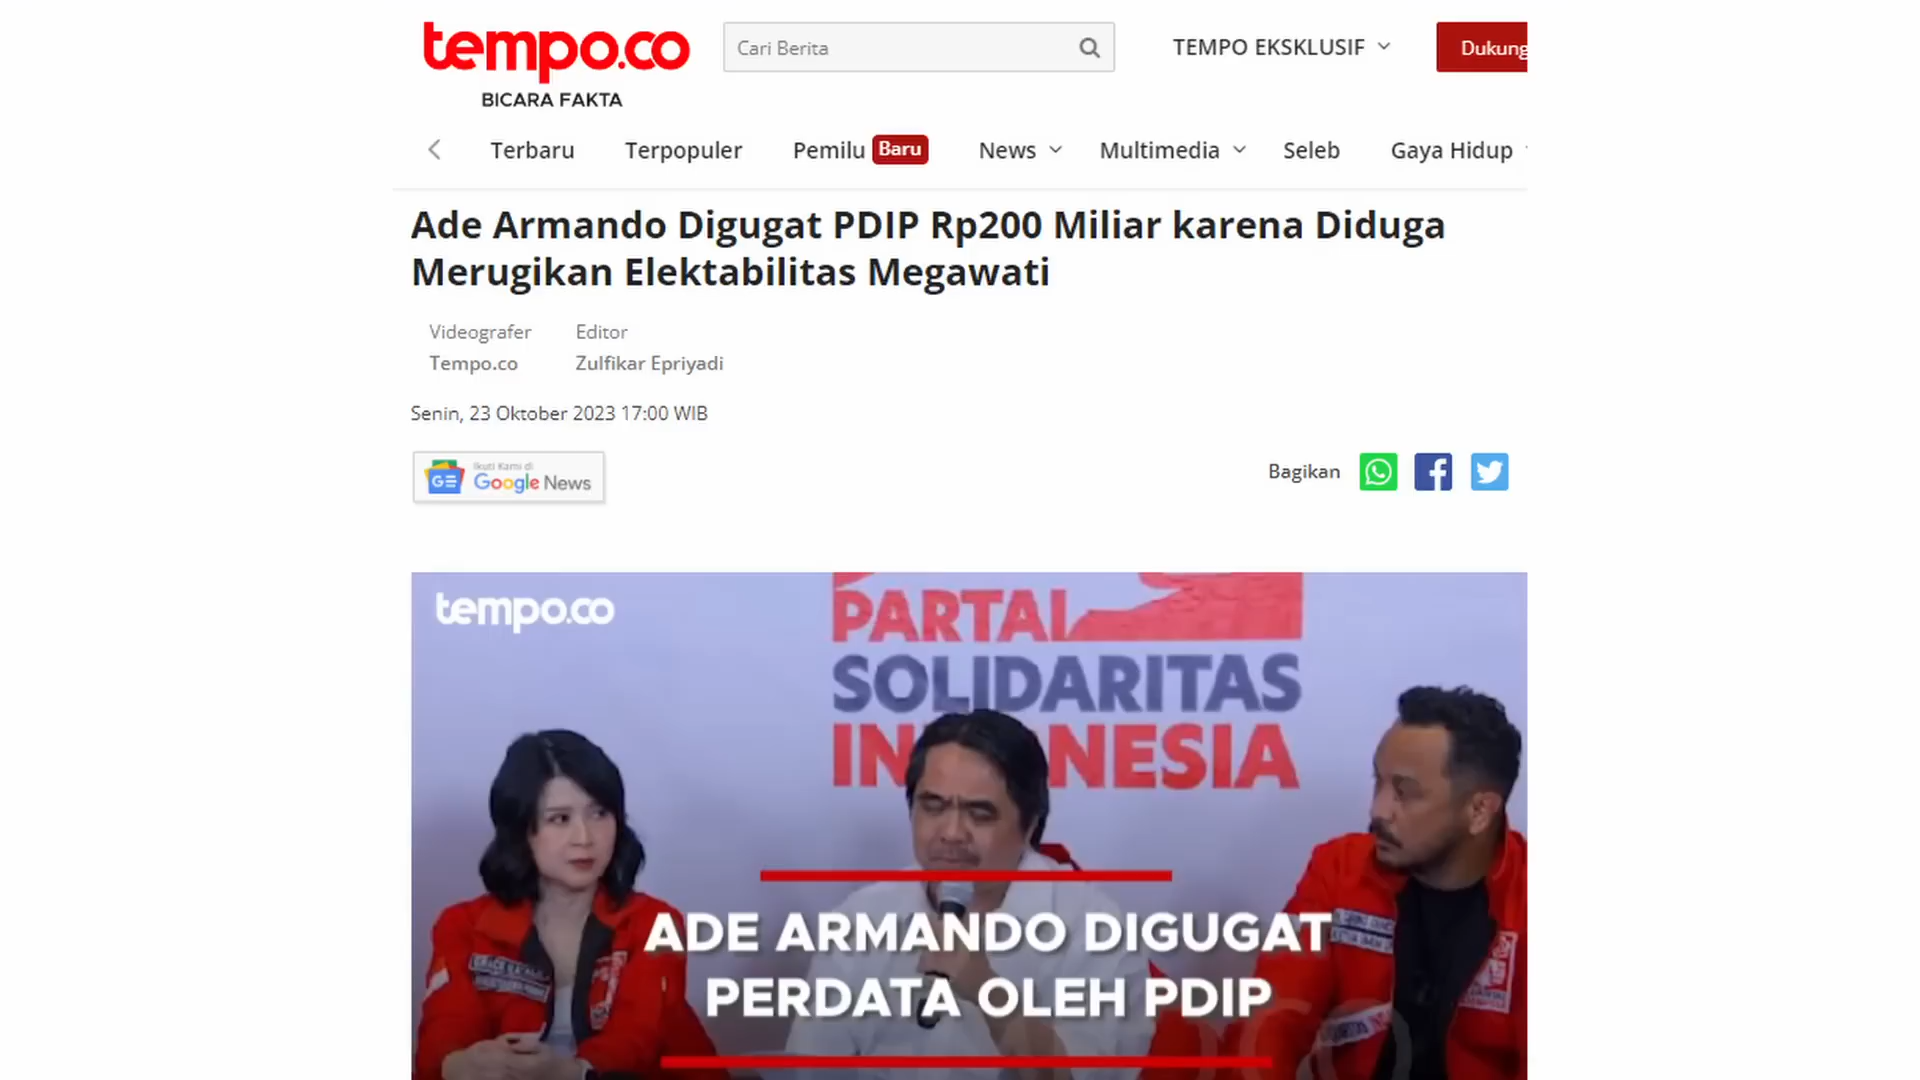 tempo.co
BICARA FAKTA
Cari Berita
TEMPO EKSKLUSIF
Dukung
Terbaru
Terpopuler
Pemilu Baru
News
Multimedia
Seleb
Gaya Hidup
Ade Armando Digugat PDIP Rp200 Miliar karena Diduga
Merugikan Elektabilitas Megawati
Videografer
Editor
Tempo.co
Zulfikar Epriyadi
Senin, 23 Oktober 2023 17:00 WIB
Ikuti Kami di
Google News
Bagikan
tempo.co
PARTAI
SOLIDARITAS
IN NESIA
ADE ARMANDO DIGUGAT
PERDATA OLEH PDIP